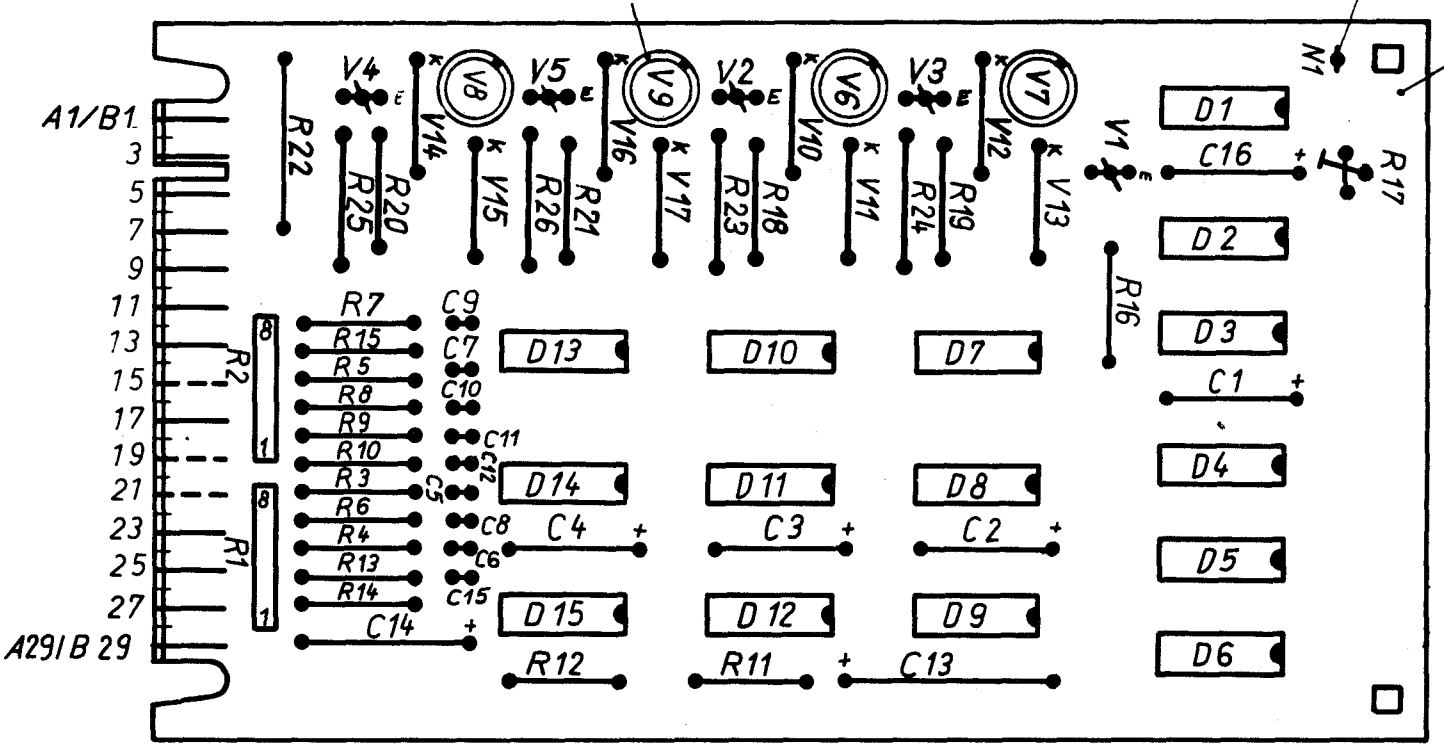 N1
V4
V8
V5
V9
V2
V6
V3
V7
K
K
K
K
E
E
E
E
A1/B1
D1
V1
3
R22
V14
V16
V10
V12
C16
+
R17
E
5
R25
R20
K
V15
R26
R21
K
V17
R23
R18
K
V11
R24
R19
K
V13
7
D2
9
R16
11
R7
C9
13
8
R15
C7
D13
D10
D7
D3
R2
R5
15
R8
C10
C1
+
17
R9
C11
1
19
R10
C12
D4
21
8
R3
C5
D14
D11
D8
R6
C8
23
R4
C4
+
C3
+
C2
+
R1
C6
25
R13
D5
R14
C15
27
1
D15
D12
D9
C14
+
A29/B29
R12
R11
+
C13
D6